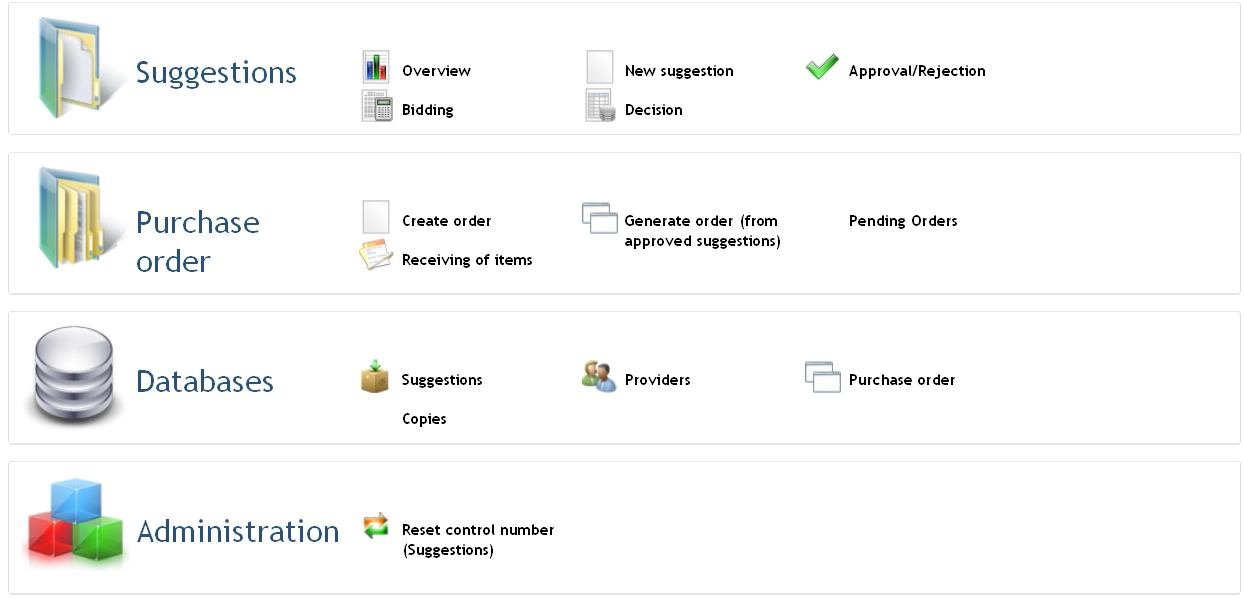 Suggestions
Overview
New suggestion
Approval/Rejection
Bidding
Decision
Purchase
order
Create order
Generate order (from
approved suggestions)
Pending Orders
Receiving of items
Databases
Suggestions
Providers
Purchase order
Copies
Administration
Reset control number
(Suggestions)